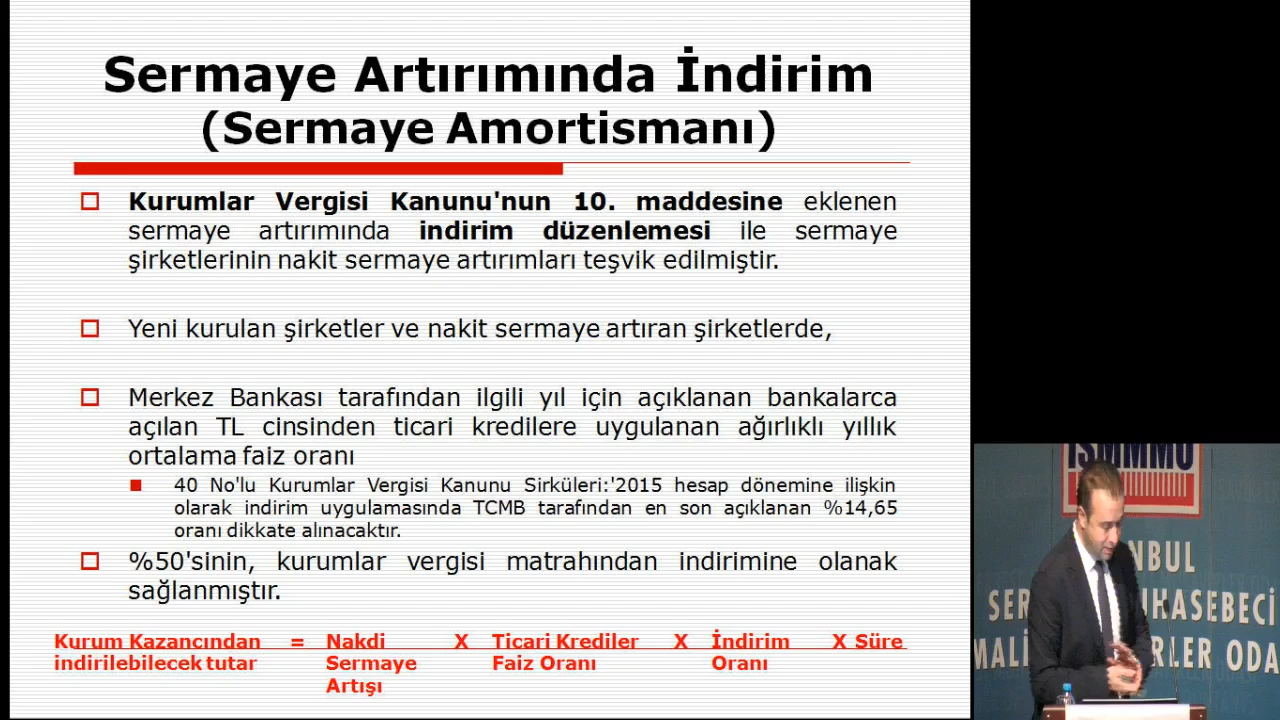 Sermaye Artırımında İndirim
(Sermaye Amortismanı)
Kurumlar Vergisi Kanunu'nun 10. maddesine eklenen
sermaye artırımında indirim düzenlemesi ile sermaye
şirketlerinin nakit sermaye artırımları teşvik edilmiştir.
Yeni kurulan şirketler ve nakit sermaye artıran şirketlerde,
Merkez Bankası tarafından ilgili yıl için açıklanan bankalarca
açılan TL cinsinden ticari kredilere uygulanan ağırlıklı yıllık
ortalama faiz oranı
40 No'lu Kurumlar Vergisi Kanunu Sirküleri:'2015 hesap dönemine ilişkin
olarak indirim uygulamasında TCMB tarafından en son açıklanan %14,65
oranı dikkate alınacaktır.
%50'sinin, kurumlar vergisi matrahından indirimine olanak
sağlanmıştır.
Kurum Kazancından = Nakdi X Ticari Krediler X İndirim X Süre
indirilebilecek tutar Sermaye Faiz Oranı Oranı
Artışı
İSMMMO
NBUL
SER UHASEBECİ
MALİ RLER ODA